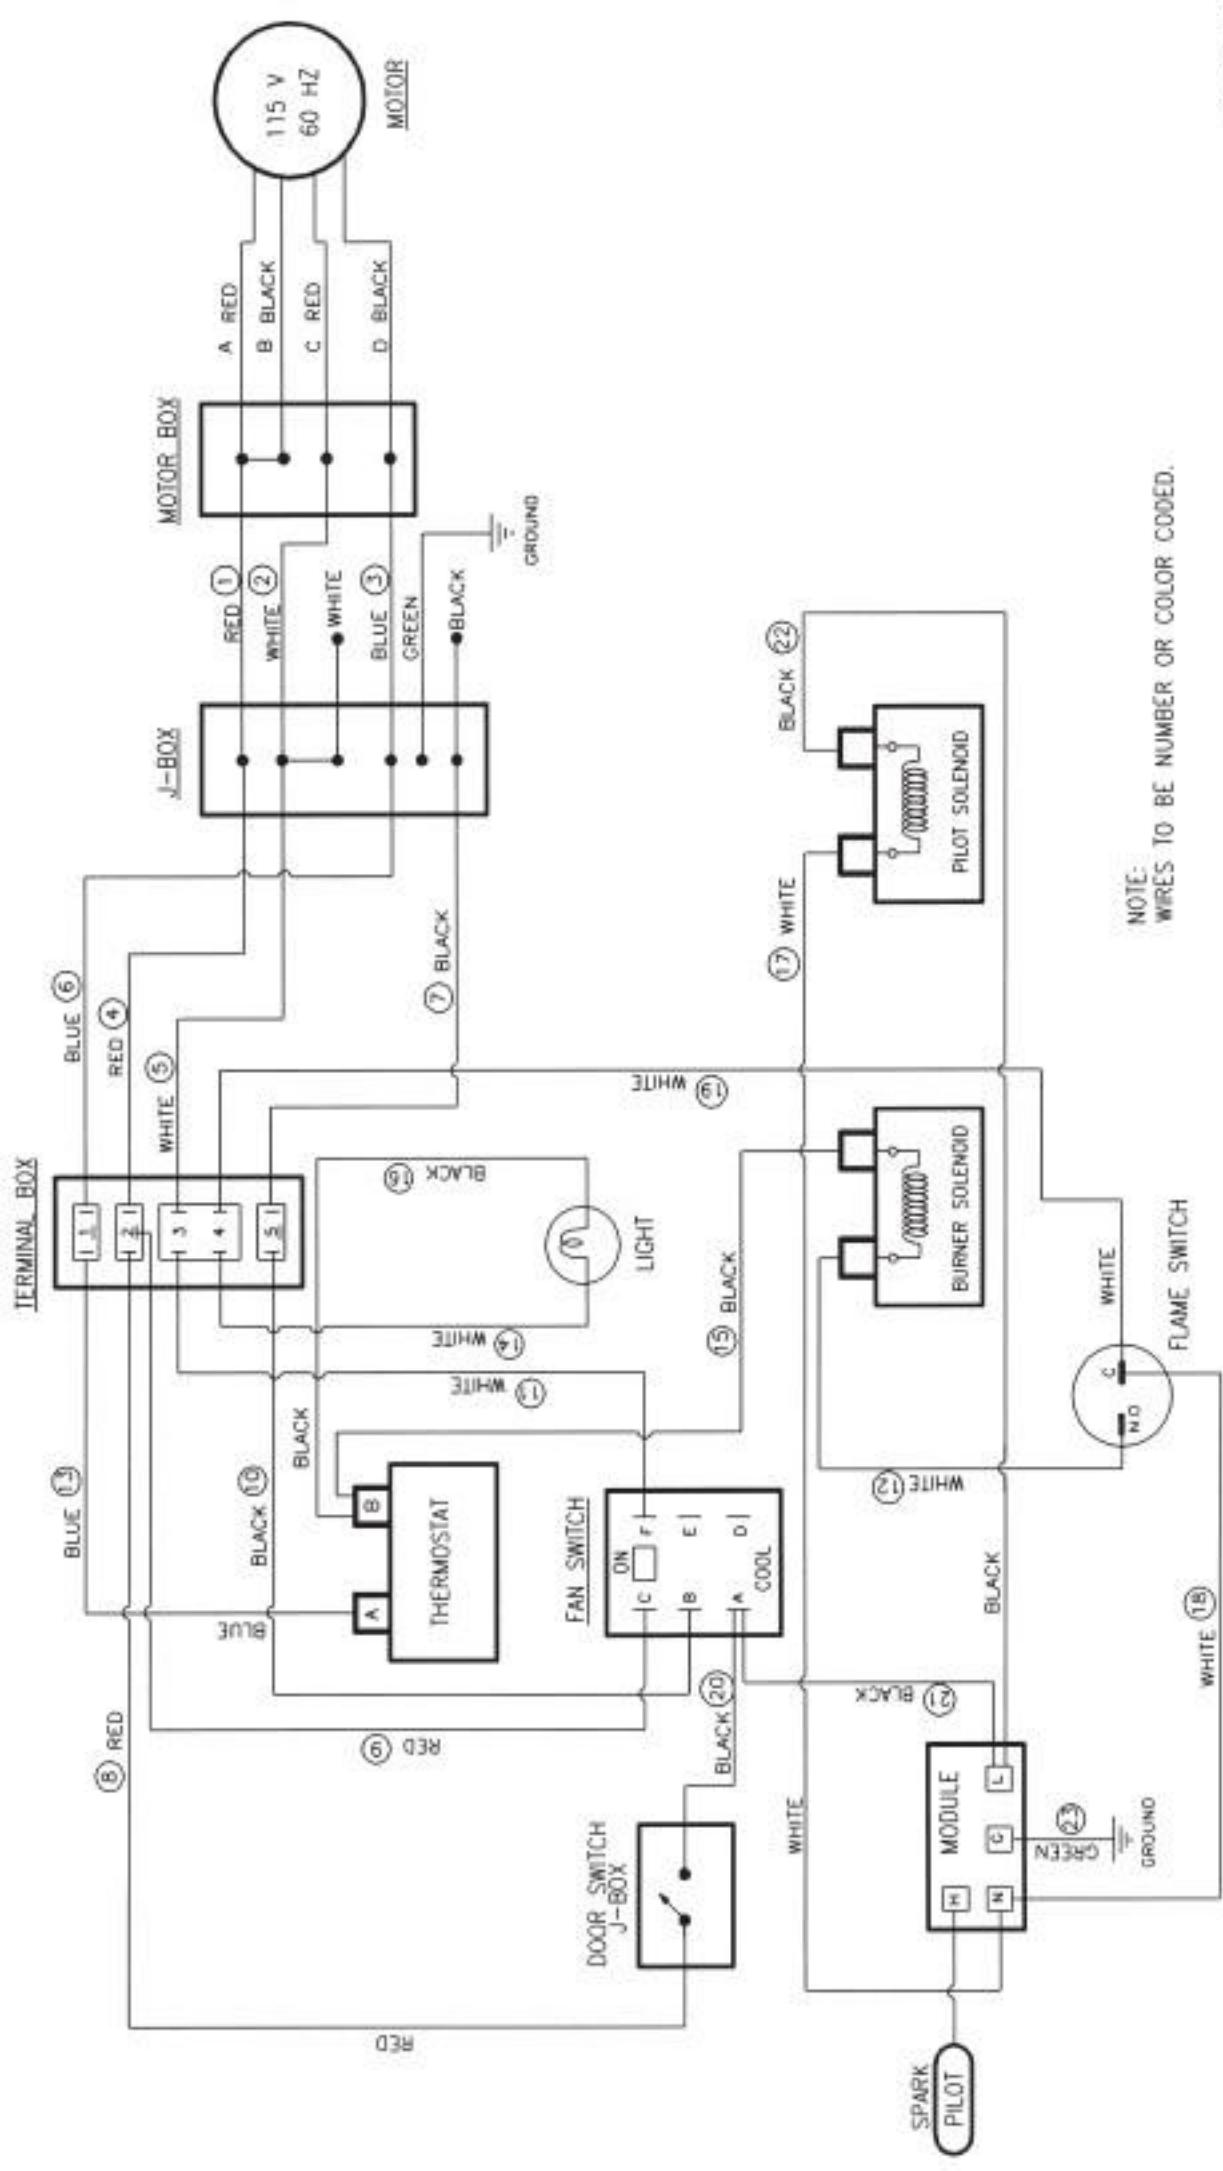 TERMINAL BOX
BLUE 13
BLUE 6
1
8 RED
RED 4
2
WHITE 5
3
MOTOR BOX
J-BOX
4
A RED
RED 1
B BLACK
WHITE 2
BLACK 10
5
BLUE
BLACK
C RED
WHITE
115 V
60 HZ
MOTOR
A
B
BLUE 3
D BLACK
THERMOSTAT
GREEN
RED 9
RED
16 BLACK
7 BLACK
BLACK
WHITE 14
WHITE 11
GROUND
FAN SWITCH
LIGHT
DOOR SWITCH
J-BOX
ON
C
F
B
E
A
D
COOL
WHITE 19
BLACK 20
15 BLACK
WHITE
17 WHITE
BLACK 22
BLACK 21
WHITE 12
SPARK
PILOT
MODULE
H
N
G
L
BLACK
BURNER SOLENOID
PILOT SOLENOID
GREEN 23
GROUND
WHITE
C
N.O
FLAME SWITCH
WHITE 18
NOTE:
WIRES TO BE NUMBER OR COLOR CODED.